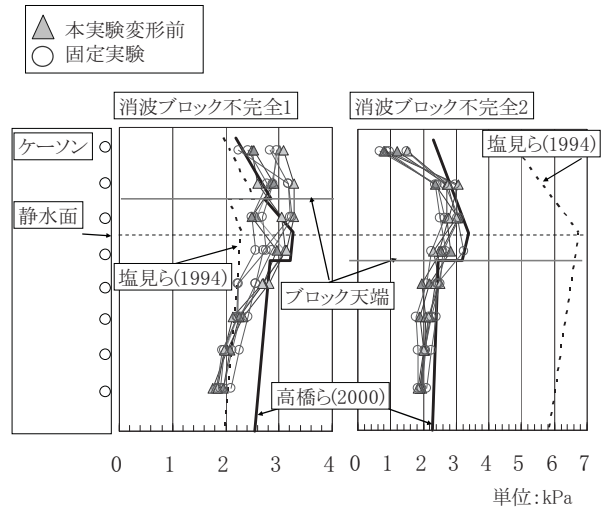 本実験変形前
固定実験
消波ブロック不完全1
消波ブロック不完全2
ケーソン
塩見ら(1994)
静水面
塩見ら(1994)
ブロック天端
高橋ら(2000)
0 1 2 3 4
0 1 2 3 4 5 6 7
単位:kPa